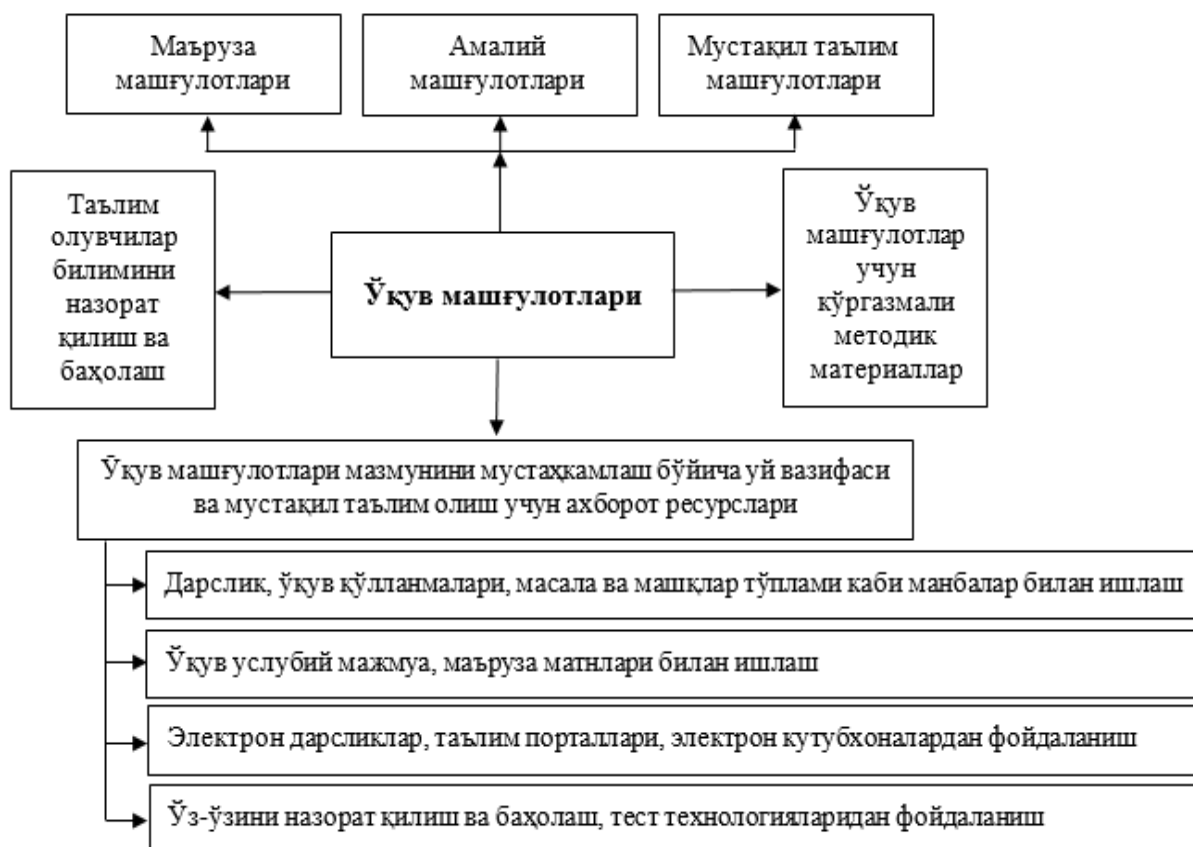 Маъруза
машғулотлари
Амалий
машғулотлари
Мустақил таълим
машғулотлари
Таълим
олувчилар
билимини
назорат
қилиш ва
баҳолаш
Ўқув машғулотлари
Ўқув
машғулотлар
учун
кўргазмали
методик
материаллар
Ўқув машғулотлари мазмунини мустаҳкамлаш бўйича уй вазифаси
ва мустақил таълим олиш учун ахборот ресурслари
Дарслик, ўқув қўлланмалари, масала ва машқлар тўплами каби манбалар билан ишлаш
Ўқув услубий мажмуа, маъруза матнлари билан ишлаш
Электрон дарсликлар, таълим порталлари, электрон кутубхоналардан фойдаланиш
Ўз-ўзини назорат қилиш ва баҳолаш, тест технологияларидан фойдаланиш